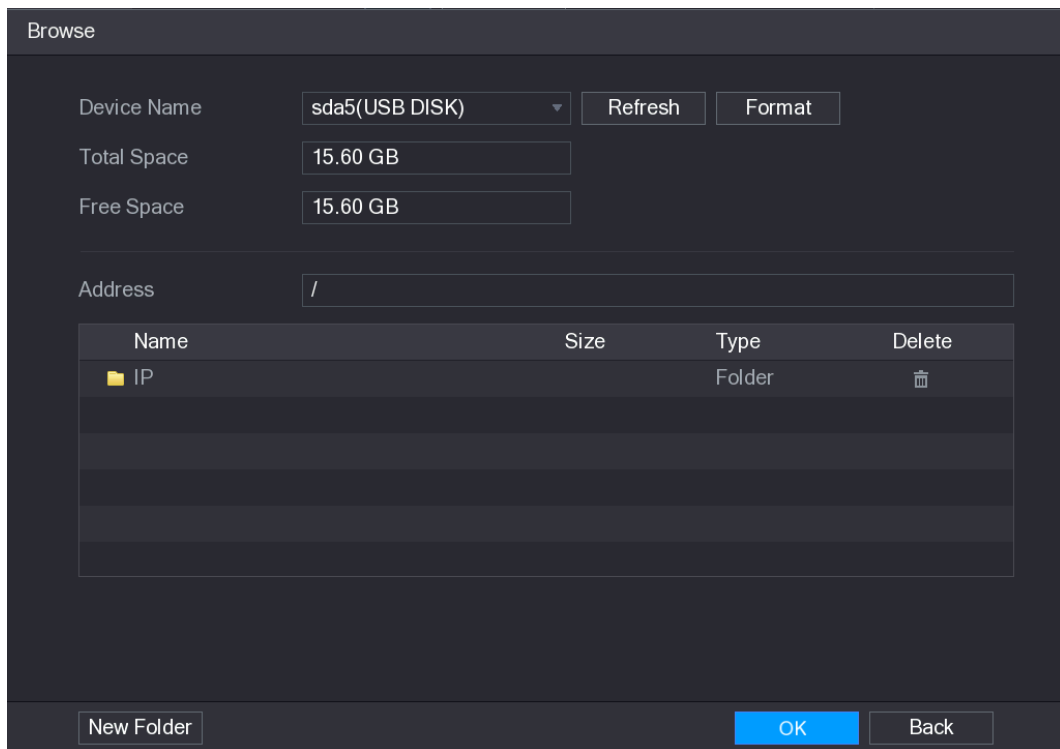 Browse
Device Name sda5(USB DISK) Refresh Format
Total Space 15.60 GB
Free Space 15.60 GB
Address /
Name Size Type Delete
IP Folder
New Folder OK Back